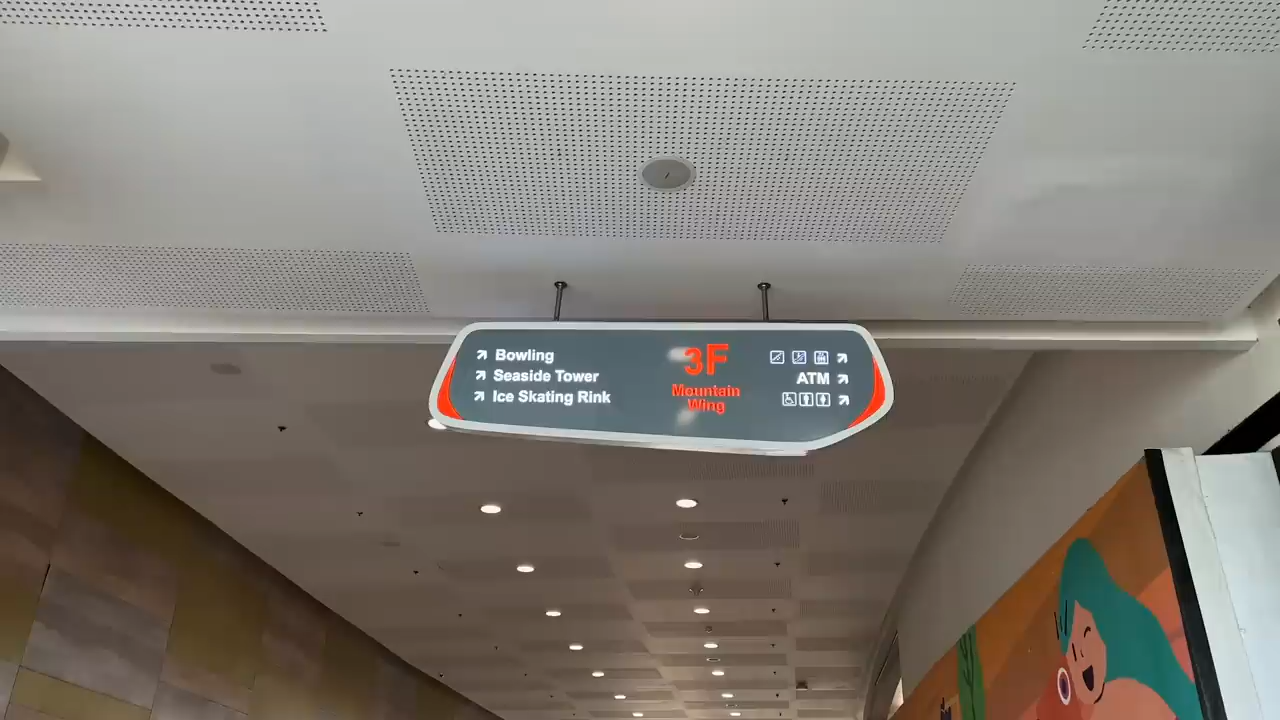 Bowling
Seaside Tower
Ice Skating Rink
3F
Mountain
Wing
ATM